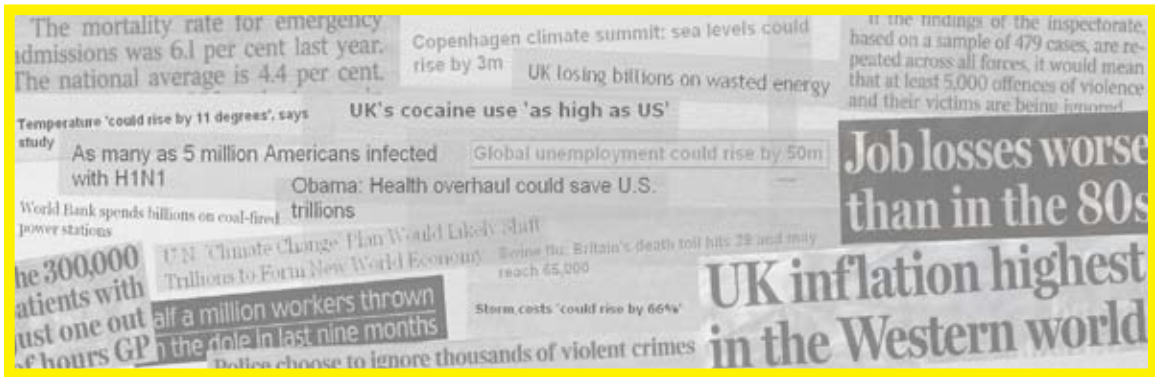 The mortality rate for emergency
admissions was 6.1 per cent last year.
The national average is 4.4 per cent.
Copenhagen climate summit: sea levels could
rise by 3m
UK losing billions on wasted energy
If the findings of the inspectorate,
based on a sample of 479 cases, are re-
peated across all forces, it would mean
that at least 5,000 offences of violence
and their victims are being ignored
Temperature 'could rise by 11 degrees', says
study
UK's cocaine use 'as high as US'
As many as 5 million Americans infected
with H1N1
Global unemployment could rise by 50m
Job losses worse
than in the 80s
Obama: Health overhaul could save U.S.
trillions
World Bank spends billions on coal-fired
power stations
U.N. 'Climate Change' Plan Would Likely Shift
Trillions to Form New World Economy
Swine flu: Britain's death toll hits 29 and may
reach 65,000
he 300,000
atients with
ust one out
f hours GP
alf a million workers thrown
n the dole in last nine months
Storm costs 'could rise by 66%'
UK inflation highest
in the Western world
Police choose to ignore thousands of violent crimes